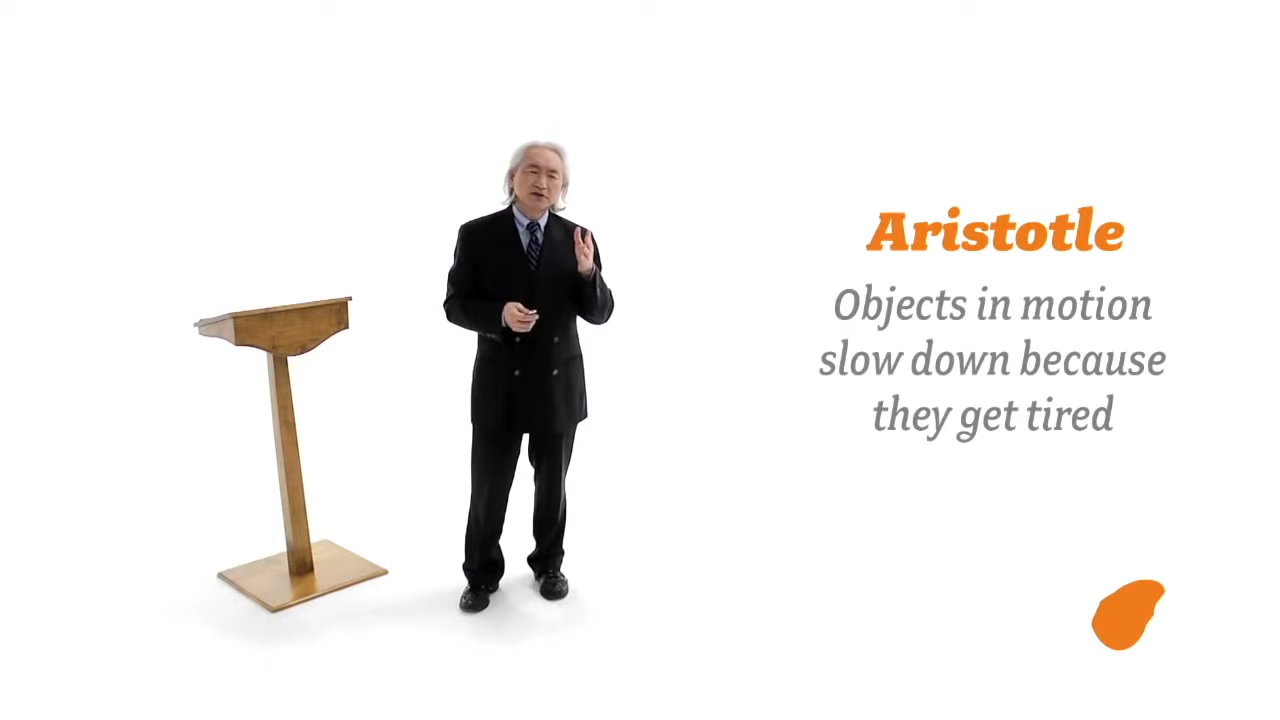 Aristotle
Objects in motion
slow down because
they get tired